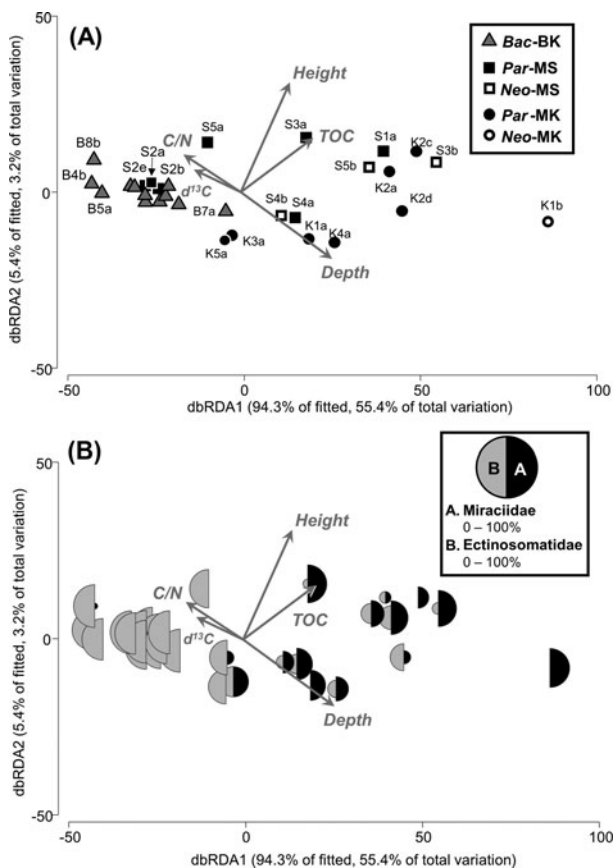 (A)
50
0
-50
dbRDA2 (5.4% of fitted, 3.2% of total variation)
Bac-BK
Par-MS
Neo-MS
Par-MK
Neo-MK
Height
TOC
C/N
d¹³C
Depth
B8b
B4b
B5a
S2e
S2a
S2b
S5a
S3a
S1a
K2c
S3b
S5b
K2a
K2d
K1b
B7a
S4b
S4a
K5a
K3a
K1a
K4a
-50 0 50 100
dbRDA1 (94.3% of fitted, 55.4% of total variation)
(B)
50
0
-50
dbRDA2 (5.4% of fitted, 3.2% of total variation)
B A
A. Miraciidae
0 – 100%
B. Ectinosomatidae
0 – 100%
Height
C/N
TOC
d¹³C
Depth
-50 0 50 100
dbRDA1 (94.3% of fitted, 55.4% of total variation)